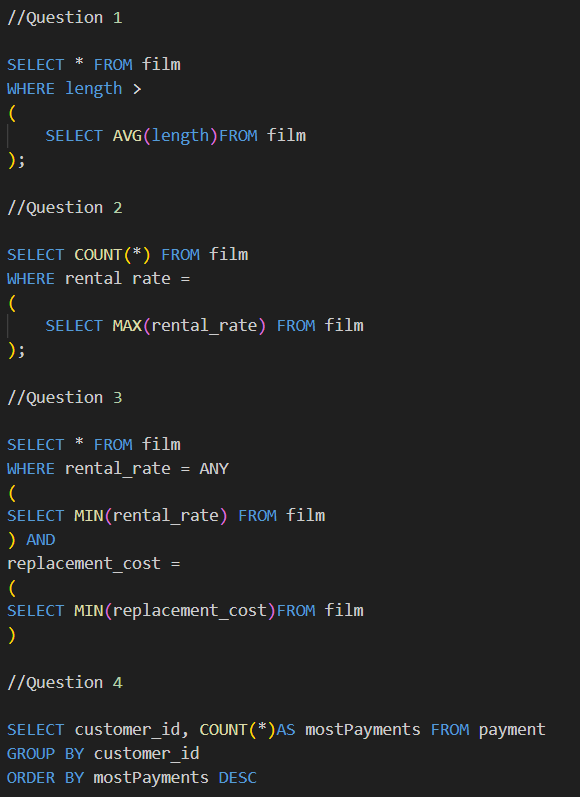 //Question 1
SELECT * FROM film
WHERE length >
(
SELECT AVG(length)FROM film
);
//Question 2
SELECT COUNT(*) FROM film
WHERE rental rate =
(
SELECT MAX(rental_rate) FROM film
);
//Question 3
SELECT * FROM film
WHERE rental_rate = ANY
(
SELECT MIN(rental_rate) FROM film
) AND
replacement_cost =
(
SELECT MIN(replacement_cost)FROM film
)
//Question 4
SELECT customer_id, COUNT(*)AS mostPayments FROM payment
GROUP BY customer_id
ORDER BY mostPayments DESC